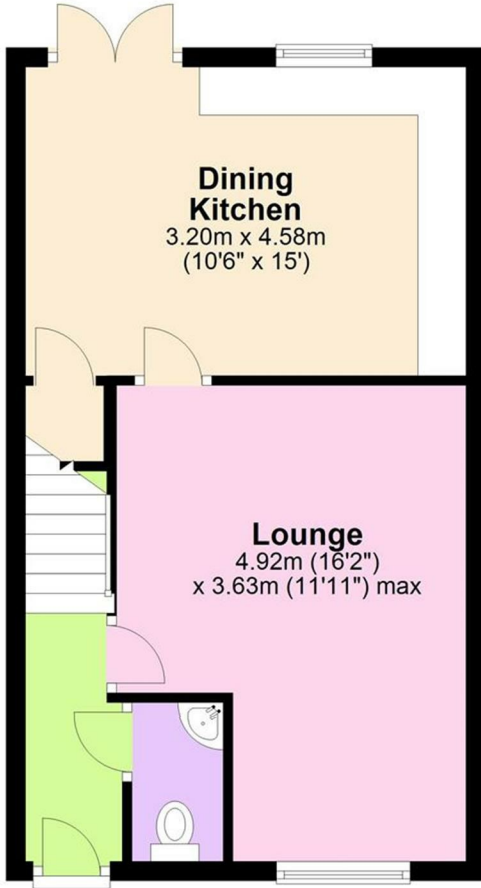 Dining
Kitchen
3.20m x 4.58m
(10'6" x 15')
Lounge
4.92m (16'2")
x 3.63m (11'11") max